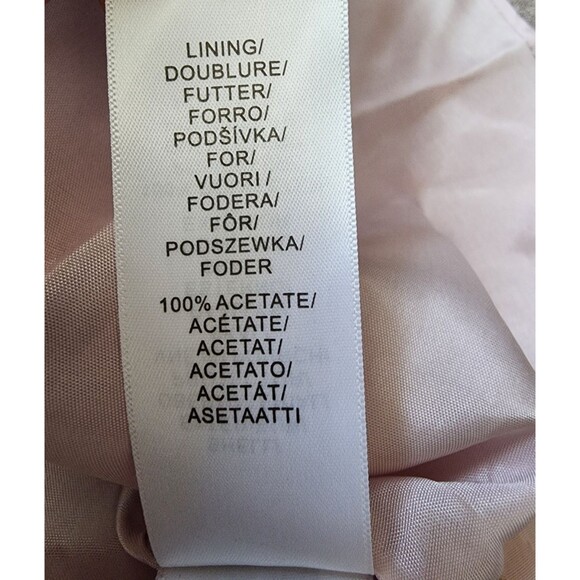 LINING/
DOUBLURE/
FUTTER/
FORRO/
PODŠÍVKA/
FOR/
VUORI /
FODERA/
FÔR/
PODSZEWKA/
FODER
100% ACETATE/
ACÉTATE/
ACETAT/
ACETATO/
ACETÁT/
ASETAATTI